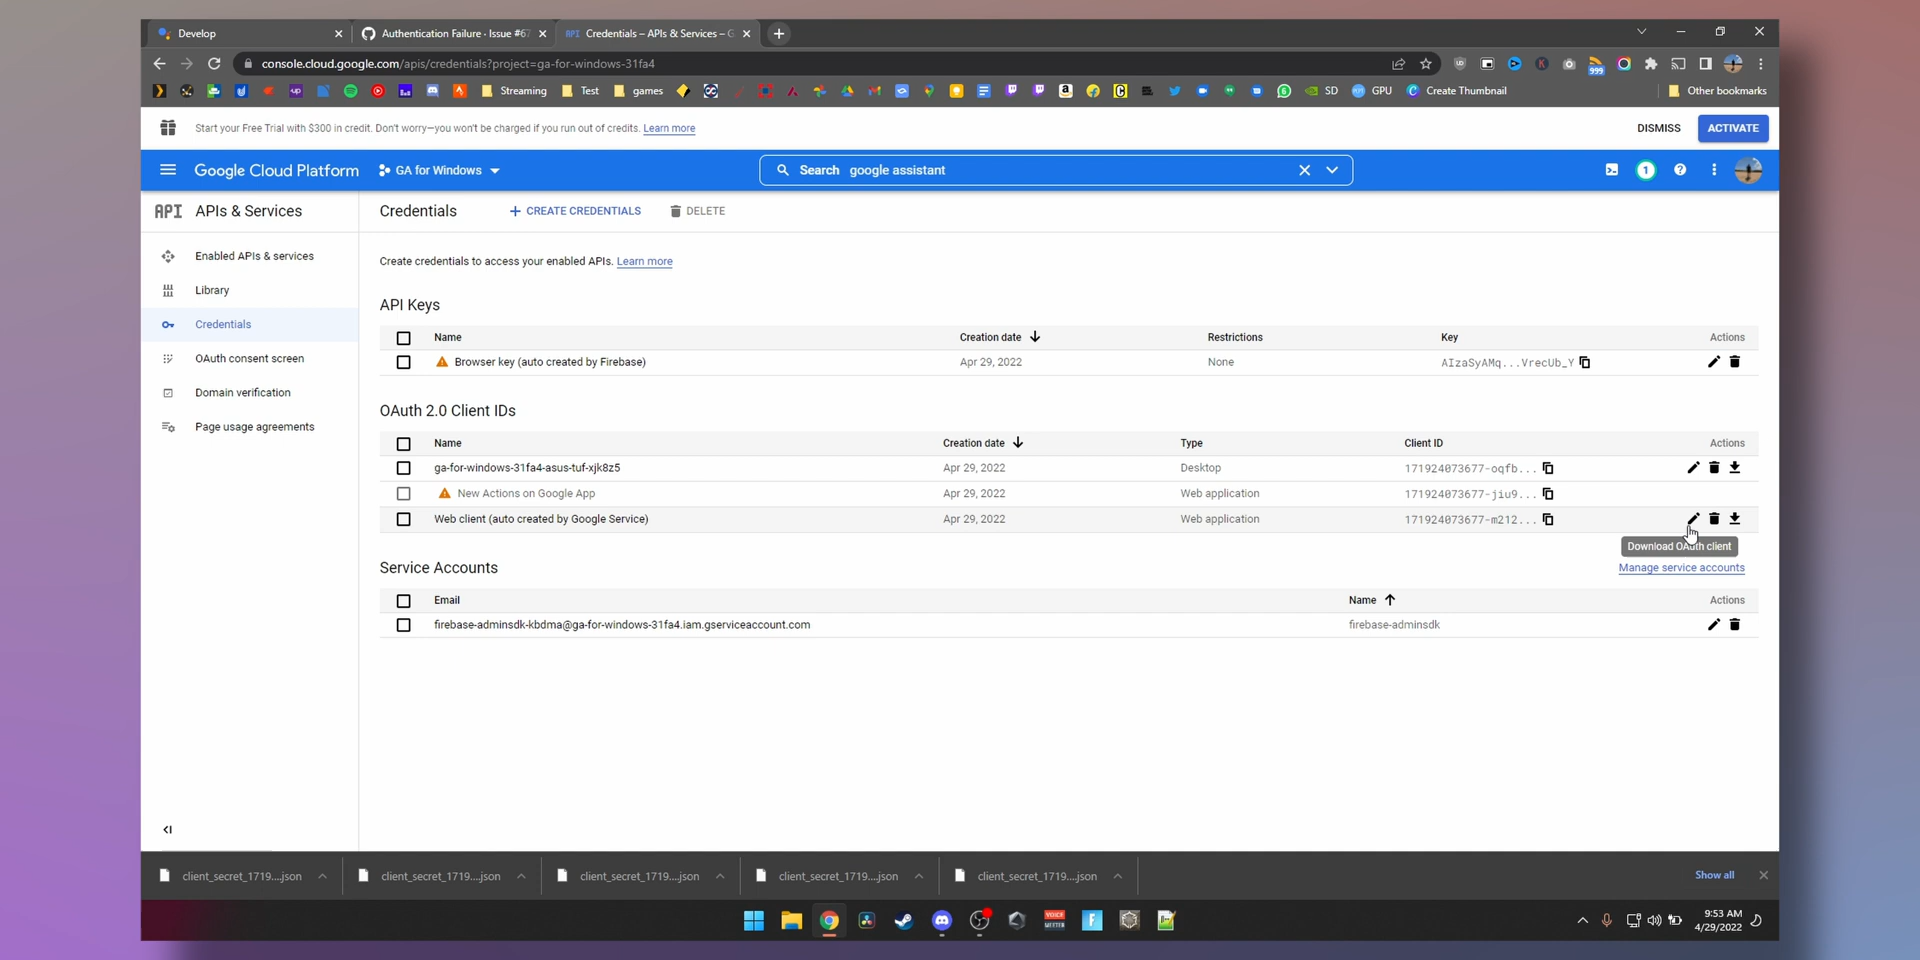 Develop
Authentication Failure · Issue #67
API Credentials – APIs & Services – G
console.cloud.google.com/apis/credentials?project=ga-for-windows-31fa4
999
Streaming
Test
games
SD
GPU
Create Thumbnail
Other bookmarks
Start your Free Trial with $300 in credit. Don't worry—you won't be charged if you run out of credits. Learn more
DISMISS
ACTIVATE
Google Cloud Platform
GA for Windows
Search google assistant
1
API APIs & Services
Credentials
CREATE CREDENTIALS
DELETE
Enabled APIs & services
Library
Credentials
OAuth consent screen
Domain verification
Page usage agreements
Create credentials to access your enabled APIs. Learn more
API Keys
Name Creation date Restrictions Key Actions
Browser key (auto created by Firebase) Apr 29, 2022 None AIzaSyAMq...VrecUb_Y
OAuth 2.0 Client IDs
Name Creation date Type Client ID Actions
ga-for-windows-31fa4-asus-tuf-xjk8z5 Apr 29, 2022 Desktop 171924073677-oqfb...
New Actions on Google App Apr 29, 2022 Web application 171924073677-jiu9...
Web client (auto created by Google Service) Apr 29, 2022 Web application 171924073677-m212...
Download OAuth client
Service Accounts
Manage service accounts
Email Name Actions
firebase-adminsdk-kbdma@ga-for-windows-31fa4.iam.gserviceaccount.com firebase-adminsdk
client_secret_1719....json
client_secret_1719....json
client_secret_1719....json
client_secret_1719....json
client_secret_1719....json
Show all
9:53 AM
4/29/2022